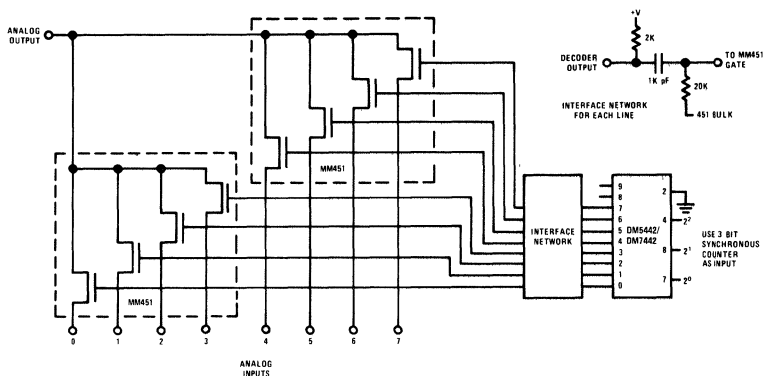 ANALOG
OUTPUT
MM451
MM451
0
1
2
3
4
5
6
7
ANALOG
INPUTS
INTERFACE
NETWORK
9
8
7
6
5
4
3
2
1
0
DM5442/
DM7442
2
4
8
7
2²
2¹
2⁰
USE 3 BIT
SYNCHRONOUS
COUNTER
AS INPUT
+V
2K
DECODER
OUTPUT
1K pF
TO MM451
GATE
20K
451 BULK
INTERFACE NETWORK
FOR EACH LINE